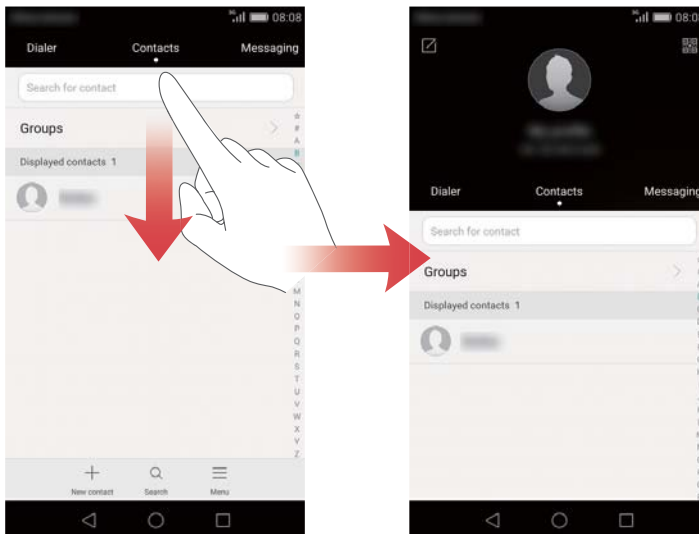 08:08
Dialer Contacts Messaging
Search for contact
Groups
Displayed contacts 1
#
A
B
M
N
O
P
Q
R
S
T
U
V
W
X
Y
Z
New contact Search Menu
08:0
Dialer Contacts Messaging
Search for contact
Groups
Displayed contacts 1